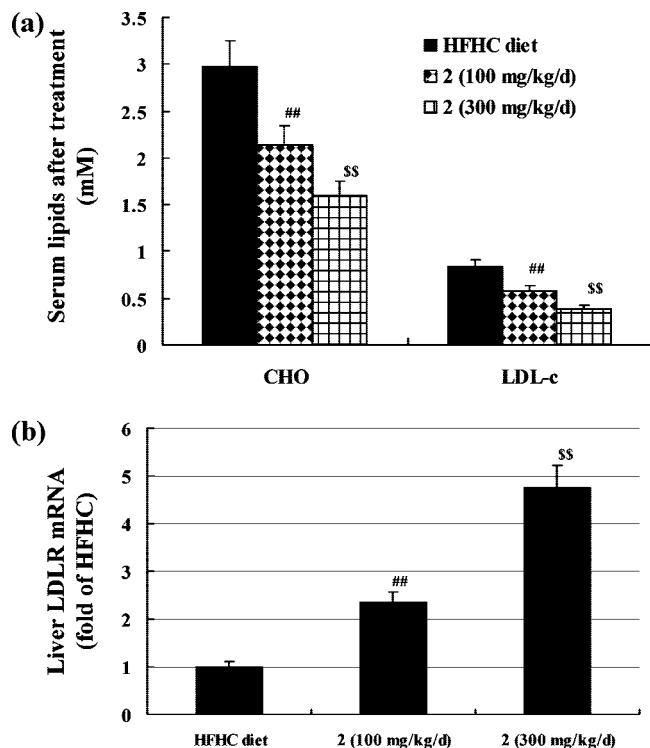 (a)
Serum lipids after treatment
(mM)
3.5
3
2.5
2
1.5
1
0.5
0
HFHC diet
2 (100 mg/kg/d)
2 (300 mg/kg/d)
##
$$
##
$$
CHO
LDL-c
(b)
Liver LDLR mRNA
(fold of HFHC)
6
5
4
3
2
1
0
##
$$
HFHC diet
2 (100 mg/kg/d)
2 (300 mg/kg/d)